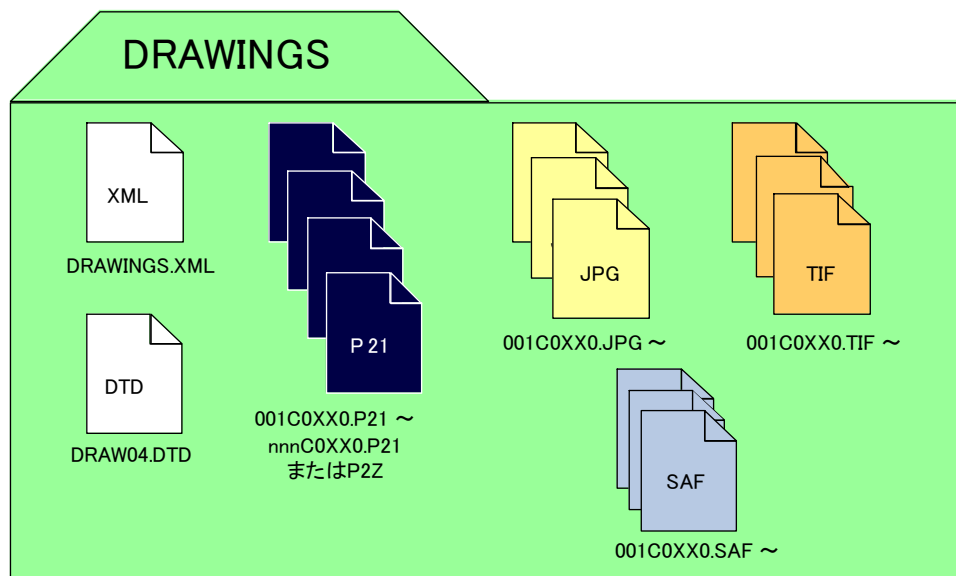 DRAWINGS
XML
DRAWINGS.XML
DTD
DRAW04.DTD
P 21
001C0XX0.P21 ～
nnnC0XX0.P21
またはP2Z
JPG
001C0XX0.JPG ～
TIF
001C0XX0.TIF ～
SAF
001C0XX0.SAF ～